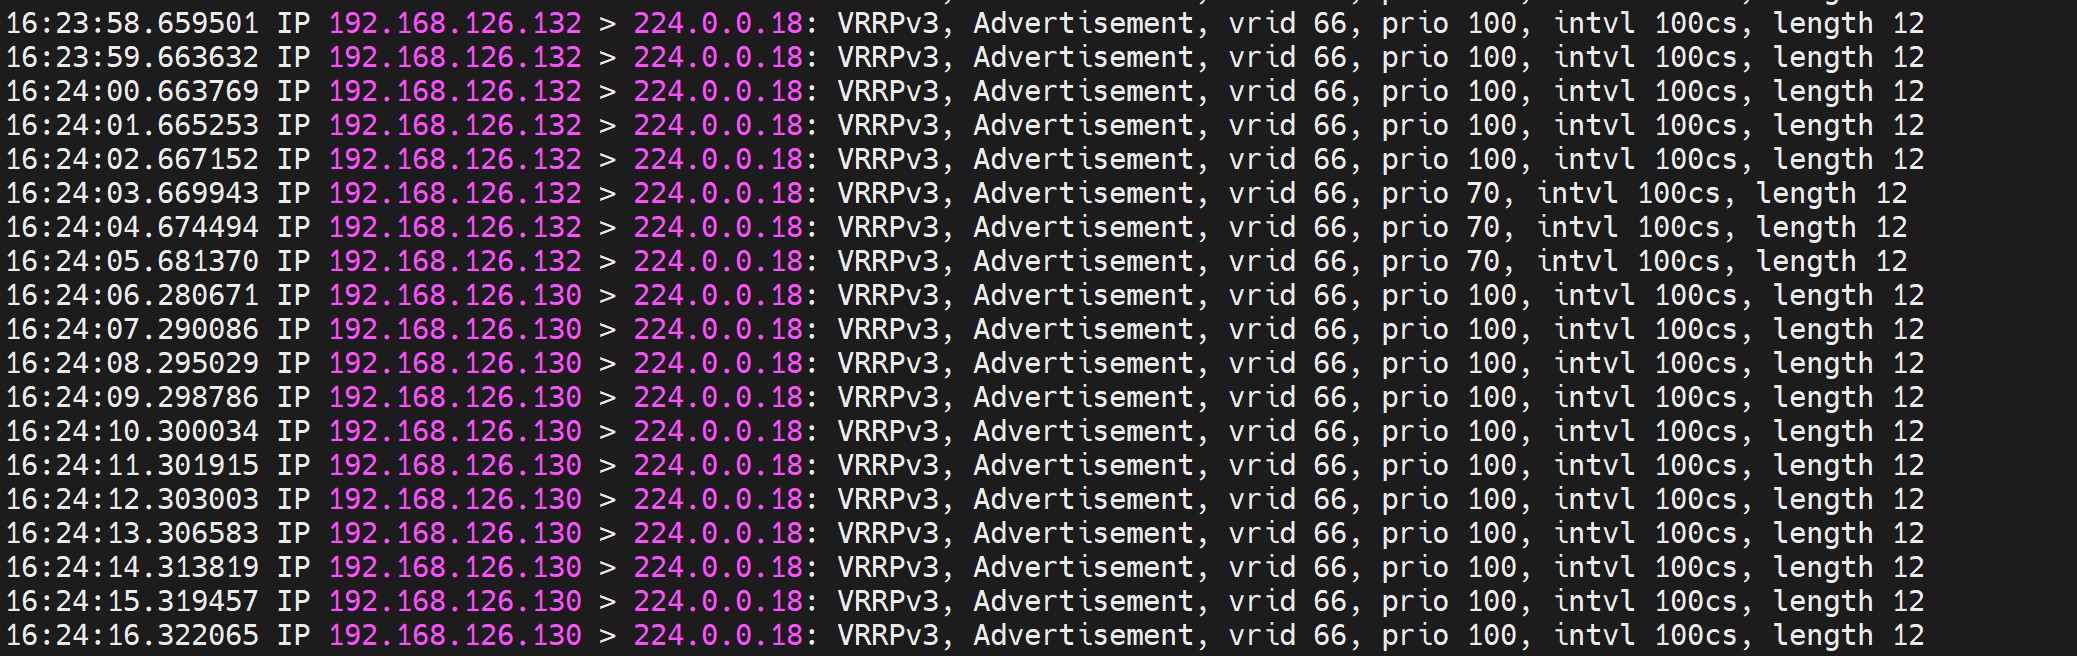 16:23:58.659501 IP 192.168.126.132 > 224.0.0.18: VRRPv3, Advertisement, vrid 66, prio 100, intvl 100cs, length 12
16:23:59.663632 IP 192.168.126.132 > 224.0.0.18: VRRPv3, Advertisement, vrid 66, prio 100, intvl 100cs, length 12
16:24:00.663769 IP 192.168.126.132 > 224.0.0.18: VRRPv3, Advertisement, vrid 66, prio 100, intvl 100cs, length 12
16:24:01.665253 IP 192.168.126.132 > 224.0.0.18: VRRPv3, Advertisement, vrid 66, prio 100, intvl 100cs, length 12
16:24:02.667152 IP 192.168.126.132 > 224.0.0.18: VRRPv3, Advertisement, vrid 66, prio 100, intvl 100cs, length 12
16:24:03.669943 IP 192.168.126.132 > 224.0.0.18: VRRPv3, Advertisement, vrid 66, prio 70, intvl 100cs, length 12
16:24:04.674494 IP 192.168.126.132 > 224.0.0.18: VRRPv3, Advertisement, vrid 66, prio 70, intvl 100cs, length 12
16:24:05.681370 IP 192.168.126.132 > 224.0.0.18: VRRPv3, Advertisement, vrid 66, prio 70, intvl 100cs, length 12
16:24:06.280671 IP 192.168.126.130 > 224.0.0.18: VRRPv3, Advertisement, vrid 66, prio 100, intvl 100cs, length 12
16:24:07.290086 IP 192.168.126.130 > 224.0.0.18: VRRPv3, Advertisement, vrid 66, prio 100, intvl 100cs, length 12
16:24:08.295029 IP 192.168.126.130 > 224.0.0.18: VRRPv3, Advertisement, vrid 66, prio 100, intvl 100cs, length 12
16:24:09.298786 IP 192.168.126.130 > 224.0.0.18: VRRPv3, Advertisement, vrid 66, prio 100, intvl 100cs, length 12
16:24:10.300034 IP 192.168.126.130 > 224.0.0.18: VRRPv3, Advertisement, vrid 66, prio 100, intvl 100cs, length 12
16:24:11.301915 IP 192.168.126.130 > 224.0.0.18: VRRPv3, Advertisement, vrid 66, prio 100, intvl 100cs, length 12
16:24:12.303003 IP 192.168.126.130 > 224.0.0.18: VRRPv3, Advertisement, vrid 66, prio 100, intvl 100cs, length 12
16:24:13.306583 IP 192.168.126.130 > 224.0.0.18: VRRPv3, Advertisement, vrid 66, prio 100, intvl 100cs, length 12
16:24:14.313819 IP 192.168.126.130 > 224.0.0.18: VRRPv3, Advertisement, vrid 66, prio 100, intvl 100cs, length 12
16:24:15.319457 IP 192.168.126.130 > 224.0.0.18: VRRPv3, Advertisement, vrid 66, prio 100, intvl 100cs, length 12
16:24:16.322065 IP 192.168.126.130 > 224.0.0.18: VRRPv3, Advertisement, vrid 66, prio 100, intvl 100cs, length 12